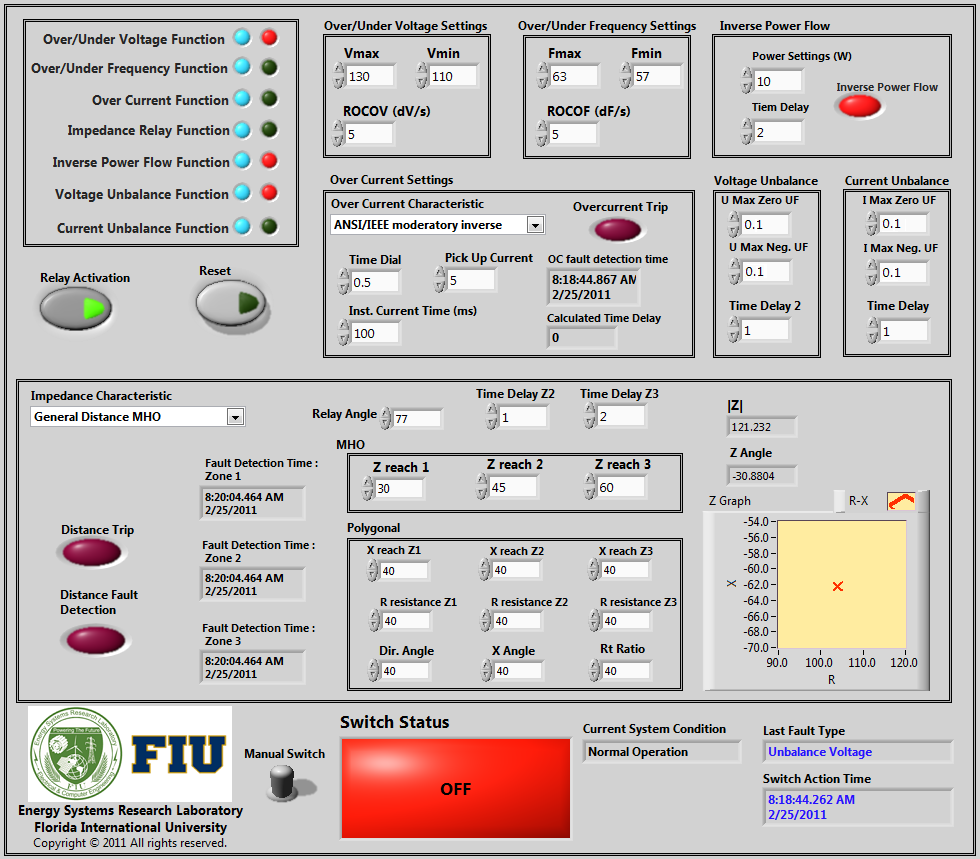 Over/Under Voltage Function
Over/Under Frequency Function
Over Current Function
Impedance Relay Function
Inverse Power Flow Function
Voltage Unbalance Function
Current Unbalance Function
Relay Activation
Reset
Over/Under Voltage Settings
Vmax
Vmin
130
110
ROCOV (dV/s)
5
Over/Under Frequency Settings
Fmax
Fmin
63
57
ROCOF (dF/s)
5
Inverse Power Flow
Power Settings (W)
10
Inverse Power Flow
Tiem Delay
2
Over Current Settings
Over Current Characteristic
ANSI/IEEE moderatory inverse
Overcurrent Trip
Time Dial
0.5
Pick Up Current
5
OC fault detection time
8:18:44.867 AM
2/25/2011
Inst. Current Time (ms)
100
Calculated Time Delay
0
Voltage Unbalance
U Max Zero UF
0.1
U Max Neg. UF
0.1
Time Delay 2
1
Current Unbalance
I Max Zero UF
0.1
I Max Neg. UF
0.1
Time Delay
1
Impedance Characteristic
General Distance MHO
Relay Angle
77
Time Delay Z2
1
Time Delay Z3
2
MHO
Z reach 1
Z reach 2
Z reach 3
30
45
60
Fault Detection Time :
Zone 1
8:20:04.464 AM
2/25/2011
Distance Trip
Fault Detection Time :
Zone 2
8:20:04.464 AM
2/25/2011
Distance Fault
Detection
Fault Detection Time :
Zone 3
8:20:04.464 AM
2/25/2011
Polygonal
X reach Z1
X reach Z2
X reach Z3
40
40
40
R resistance Z1
R resistance Z2
R resistance Z3
40
40
40
Dir. Angle
X Angle
Rt Ratio
40
40
40
|Z|
121.232
Z Angle
-30.8804
Z Graph
R-X
-54.0
-56.0
-58.0
-60.0
-62.0
-64.0
-66.0
-68.0
-70.0
X
90.0
100.0
110.0
120.0
R
Energy Systems Research Laboratory
Powering The Future
FIU
Electrical & Computer Engineering
FIU
Energy Systems Research Laboratory
Florida International University
Copyright © 2011 All rights reserved.
Manual Switch
Switch Status
OFF
Current System Condition
Normal Operation
Last Fault Type
Unbalance Voltage
Switch Action Time
8:18:44.262 AM
2/25/2011